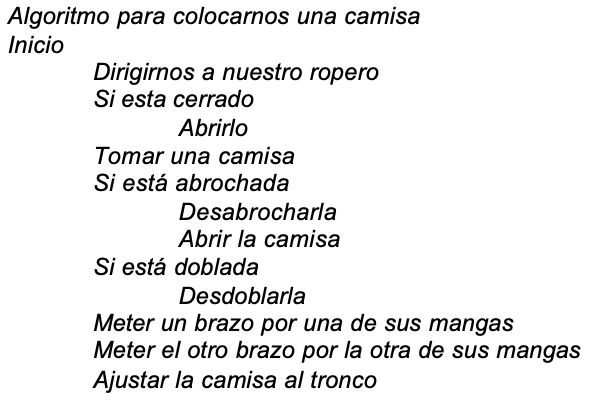 Algoritmo para colocarnos una camisa
Inicio
Dirigirnos a nuestro ropero
Si esta cerrado
Abrirlo
Tomar una camisa
Si está abrochada
Desabrocharla
Abrir la camisa
Si está doblada
Desdoblarla
Meter un brazo por una de sus mangas
Meter el otro brazo por la otra de sus mangas
Ajustar la camisa al tronco